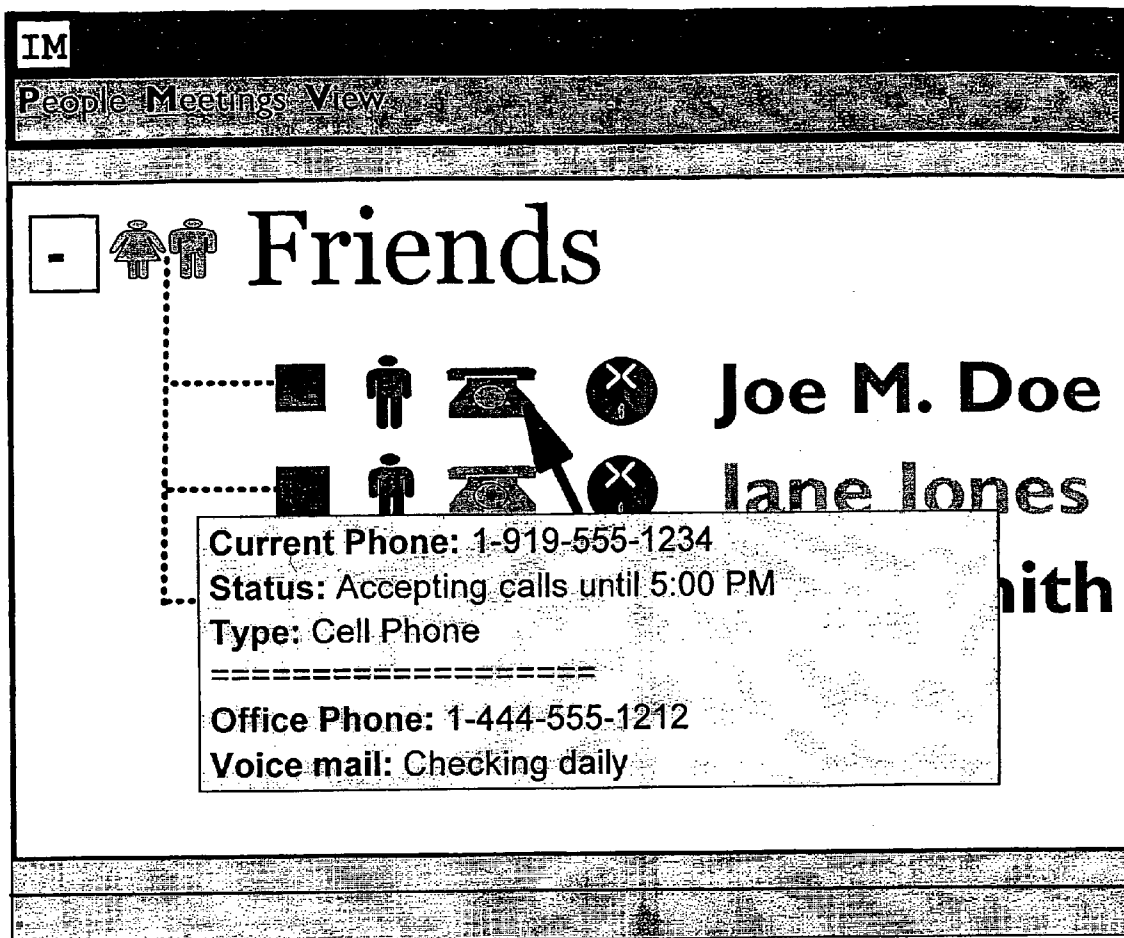 IM
People Meetings View
- Friends
Joe M. Doe
Jane Jones
Current Phone: 1-919-555-1234
Status: Accepting calls until 5:00 PM
Type: Cell Phone
===================
Office Phone: 1-444-555-1212
Voice mail: Checking daily